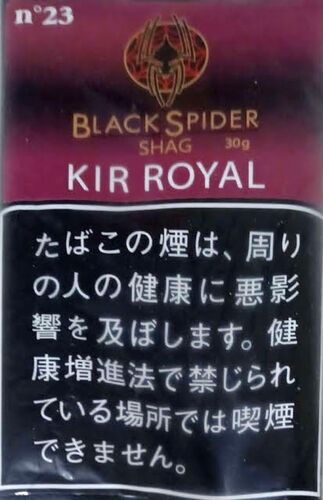 n°23
BLACK SPIDER
SHAG 30g
KIR ROYAL
たばこの煙は、周り
の人の健康に悪影
響を及ぼします。健
康増進法で禁じられ
ている場所では喫煙
できません。